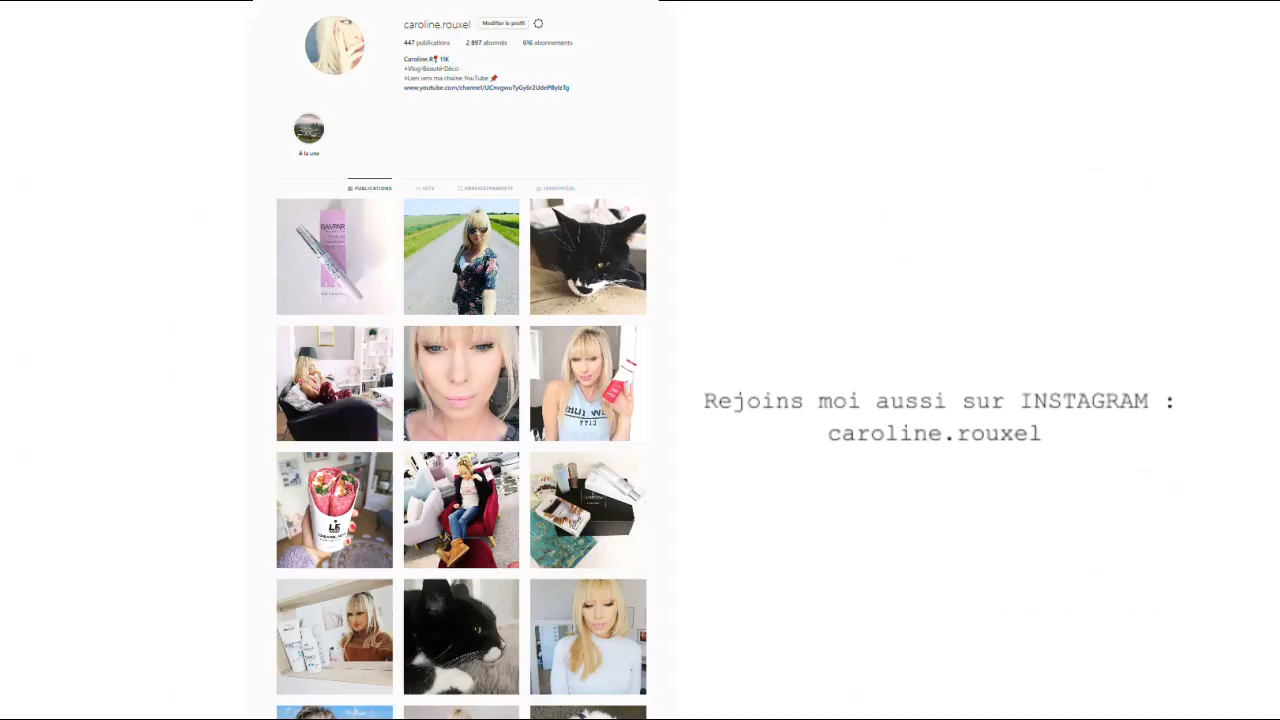 caroline.rouxel
Modifier le profil
447 publications
2 897 abonnés
616 abonnements
Caroline.R 11K
#Vlog-Beauté-Déco
#Lien vers ma chaîne YouTube
À la une
PUBLICATIONS
IGTV
ENREGISTREMENTS
IDENTIFIÉ(E)
Rejoins moi aussi sur INSTAGRAM :
caroline.rouxel